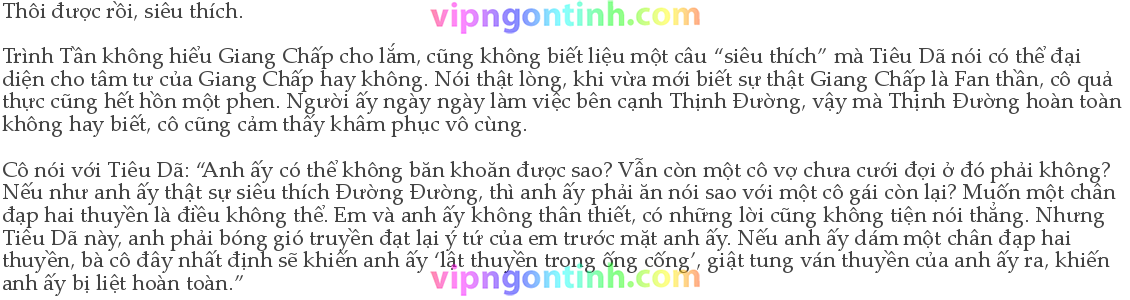 Thôi được rồi, siêu thích.
vipngontinh.com
Trình Tần không hiểu Giang Chấp cho lắm, cũng không biết liệu một câu “siêu thích” mà Tiêu Dã nói có thể đại
diện cho tâm tư của Giang Chấp hay không. Nói thật lòng, khi vừa mới biết sự thật Giang Chấp là Fan thần, cô quả
thực cũng hết hồn một phen. Người ấy ngày ngày làm việc bên cạnh Thịnh Đường, vậy mà Thịnh Đường hoàn toàn
không hay biết, cô cũng cảm thấy khâm phục vô cùng.
Cô nói với Tiêu Dã: “Anh ấy có thể không băn khoăn được sao? Vẫn còn một cô vợ chưa cưới đợi ở đó phải không?
Nếu như anh ấy thật sự siêu thích Đường Đường, thì anh ấy phải ăn nói sao với một cô gái còn lại? Muốn một chân
đạp hai thuyền là điều không thể. Em và anh ấy không thân thiết, có những lời cũng không tiện nói thẳng. Nhưng
Tiêu Dã này, anh phải bóng gió truyền đạt lại ý tứ của em trước mặt anh ấy. Nếu anh ấy dám một chân đạp hai
thuyền, bà cô đây nhất định sẽ khiến anh ấy ‘lật thuyền trong ống cống’, giật tung ván thuyền của anh ấy ra, khiến
anh ấy bị liệt hoàn toàn.”
vipngontinh.com